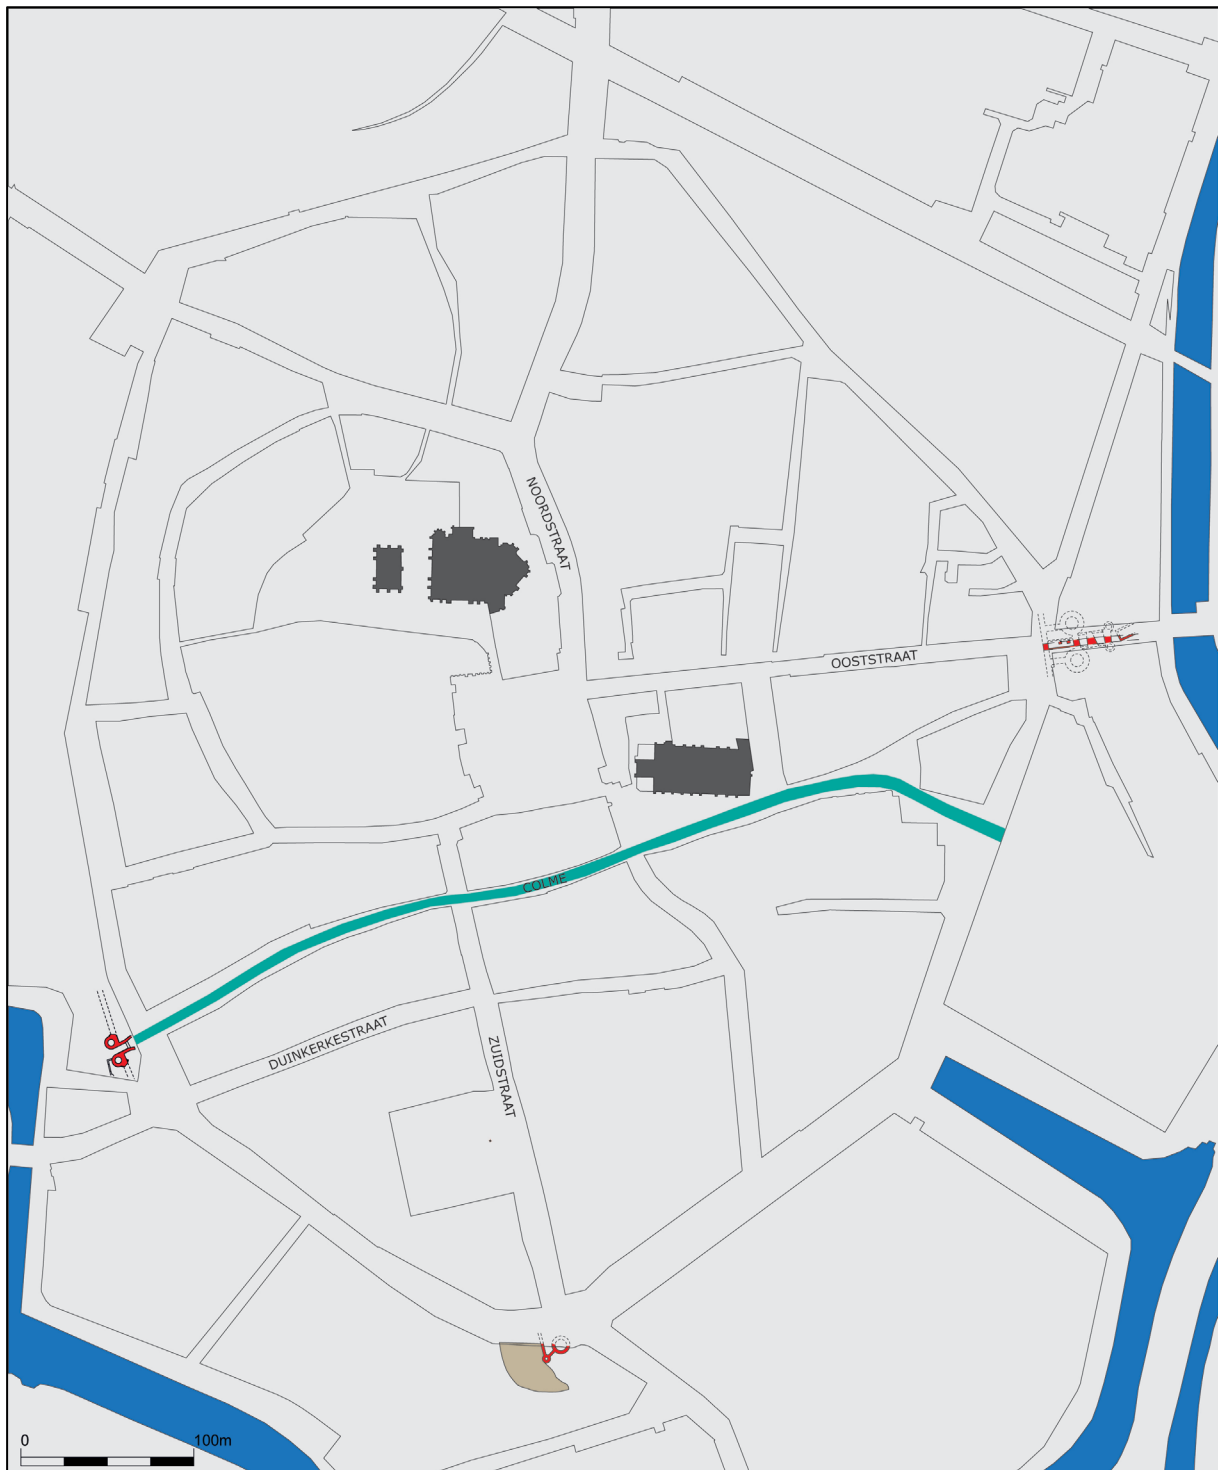 NOORDSTRAAT
OOSTSTRAAT
COLME
DUINKERKESTRAAT
ZUIDSTRAAT
0 100m